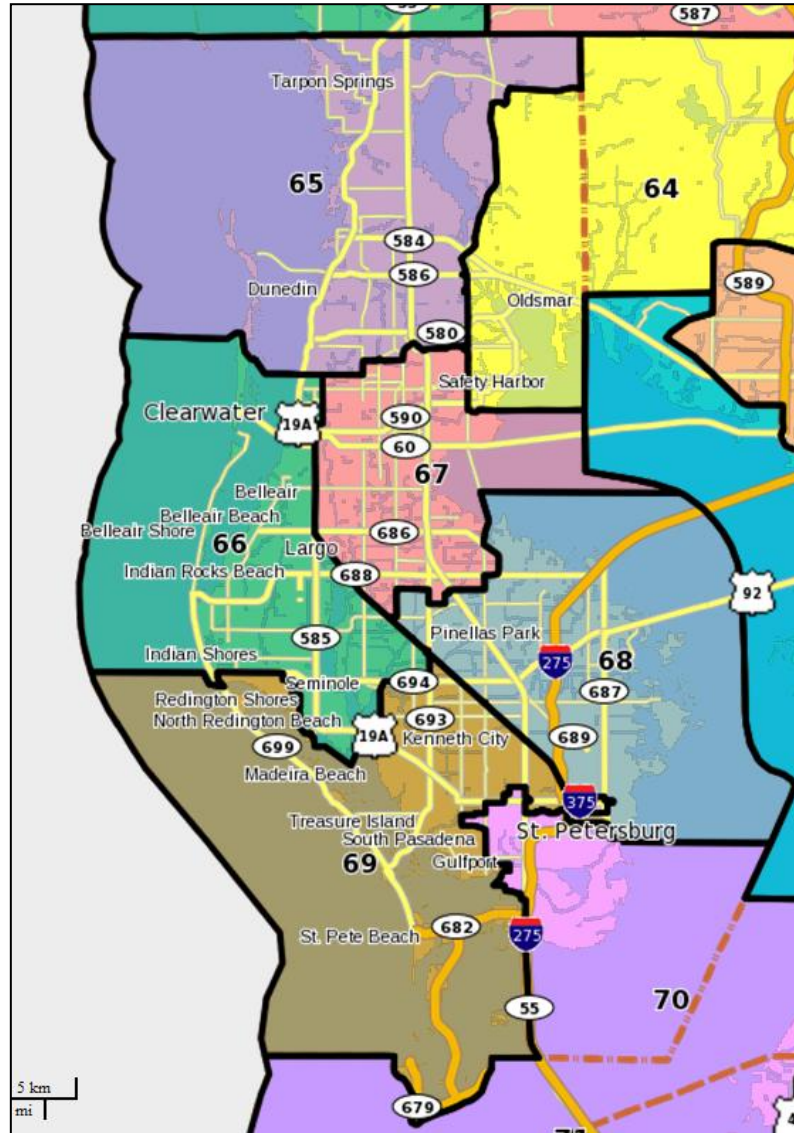 587
Tarpon Springs
65
64
584
586
589
Dunedin
Oldsmar
580
Safety Harbor
Clearwater
19A
590
60
67
Belleair
Belleair Beach
Belleair Shore
686
66
Largo
Indian Rocks Beach
688
92
585
Pinellas Park
275
68
Indian Shores
Seminole
694
687
Redington Shores
North Redington Beach
693
19A
Kenneth City
689
699
Madeira Beach
375
Treasure Island
St. Petersburg
South Pasadena
69
Gulfport
682
St. Pete Beach
275
70
55
5 km
mi
679